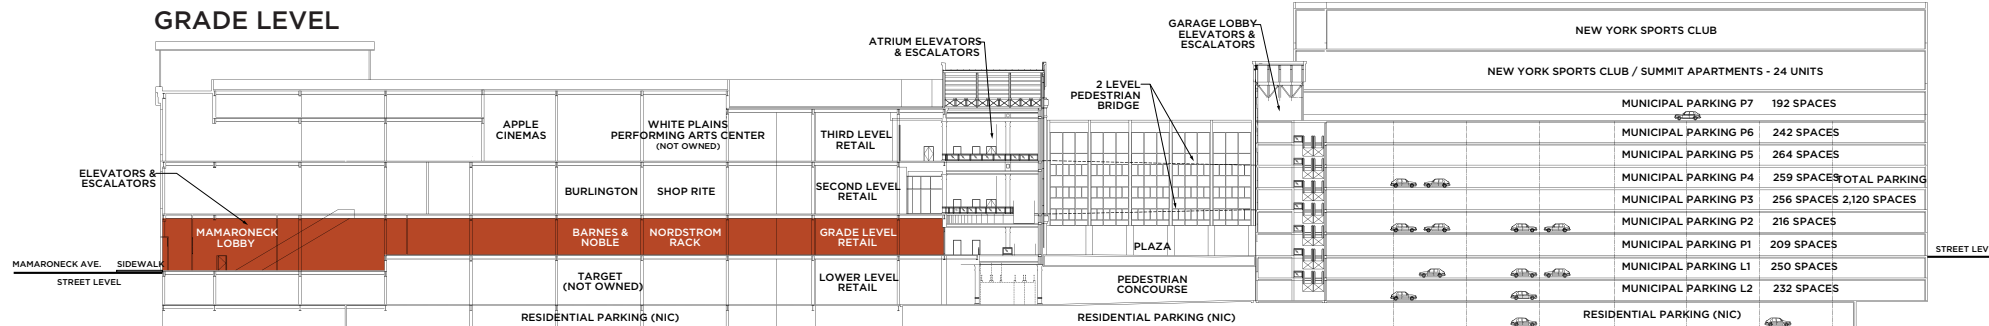 GRADE LEVEL
ELEVATORS &
ESCALATORS
MAMARONECK AVE.
SIDEWALK
STREET LEVEL
MAMARONECK
LOBBY
APPLE
CINEMAS
WHITE PLAINS
PERFORMING ARTS CENTER
(NOT OWNED)
THIRD LEVEL
RETAIL
BURLINGTON
SHOP RITE
SECOND LEVEL
RETAIL
BARNES &
NOBLE
NORDSTROM
RACK
GRADE LEVEL
RETAIL
TARGET
(NOT OWNED)
LOWER LEVEL
RETAIL
RESIDENTIAL PARKING (NIC)
ATRIUM ELEVATORS
& ESCALATORS
2 LEVEL
PEDESTRIAN
BRIDGE
PLAZA
PEDESTRIAN
CONCOURSE
RESIDENTIAL PARKING (NIC)
GARAGE LOBBY
ELEVATORS &
ESCALATORS
NEW YORK SPORTS CLUB
NEW YORK SPORTS CLUB / SUMMIT APARTMENTS - 24 UNITS
MUNICIPAL PARKING P7 192 SPACES
MUNICIPAL PARKING P6 242 SPACES
MUNICIPAL PARKING P5 264 SPACES
MUNICIPAL PARKING P4 259 SPACES
MUNICIPAL PARKING P3 256 SPACES
MUNICIPAL PARKING P2 216 SPACES
MUNICIPAL PARKING P1 209 SPACES
MUNICIPAL PARKING L1 250 SPACES
MUNICIPAL PARKING L2 232 SPACES
TOTAL PARKING
2,120 SPACES
RESIDENTIAL PARKING (NIC)
STREET LEV